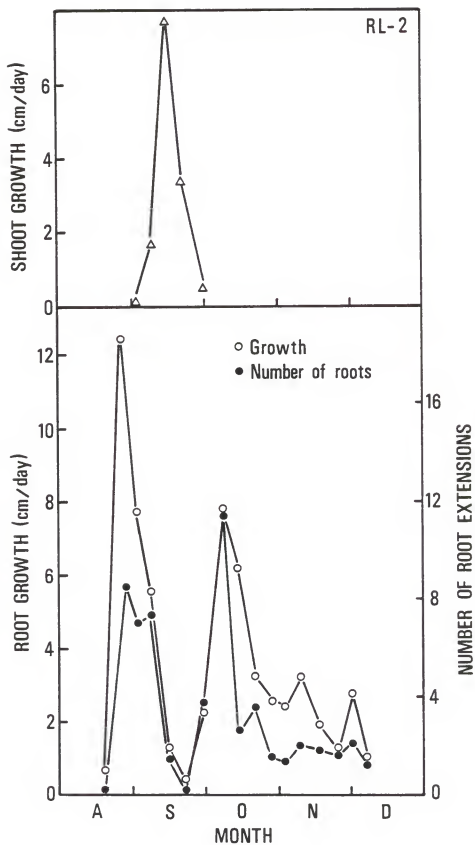 RL-2
SHOOT GROWTH (cm/day)
6
4
2
0
○ Growth
● Number of roots
ROOT GROWTH (cm/day)
12
10
8
6
4
2
0
NUMBER OF ROOT EXTENSIONS
16
12
8
4
0
A S O N D
MONTH